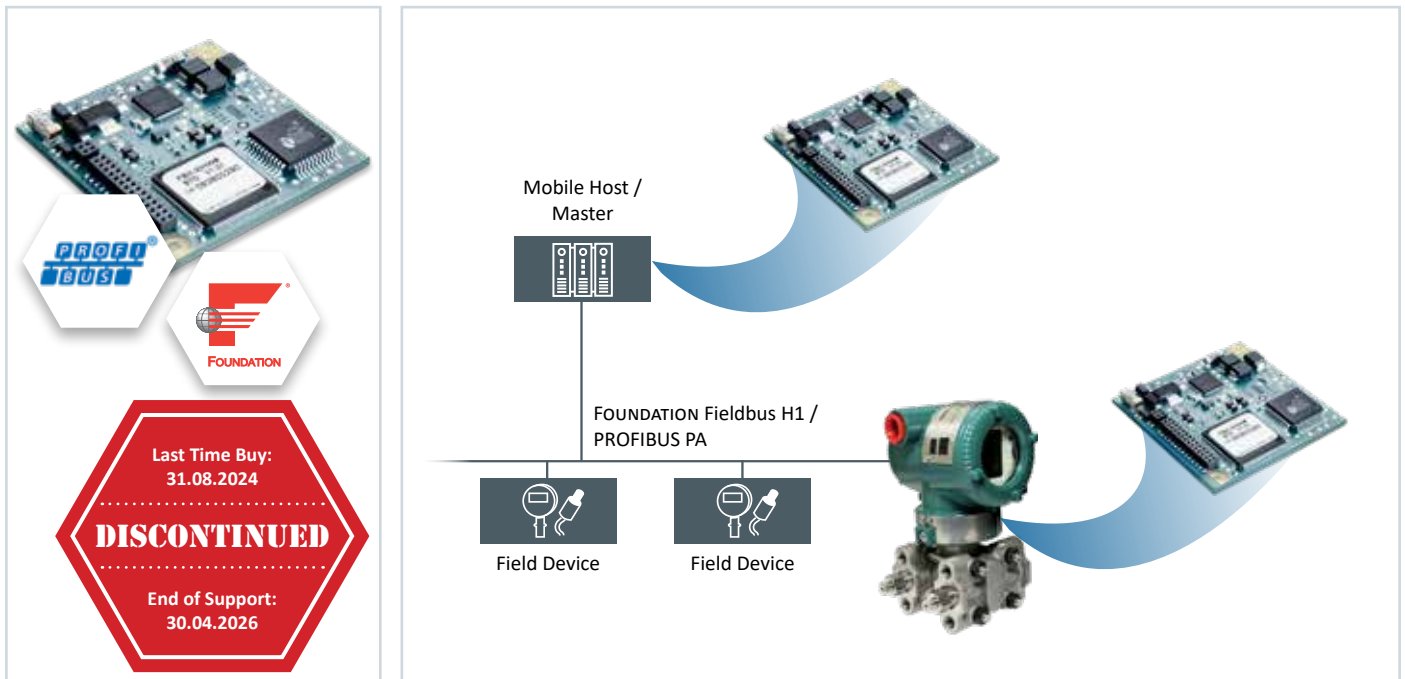 PROFI
BUS
®
FOUNDATION
®
Last Time Buy:
31.08.2024
DISCONTINUED
End of Support:
30.04.2026
Mobile Host /
Master
FOUNDATION Fieldbus H1 /
PROFIBUS PA
Field Device
Field Device